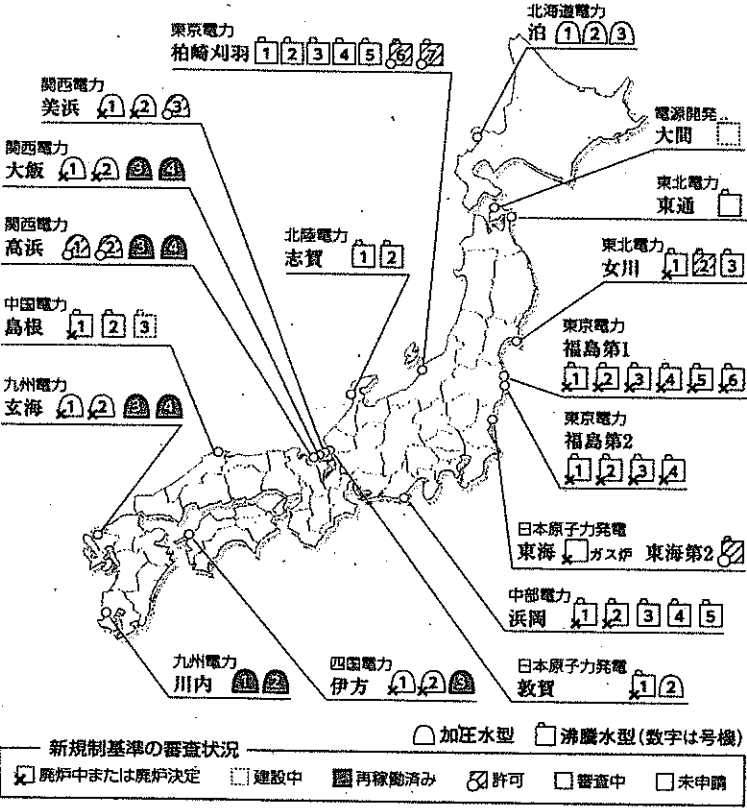 北海道電力
泊 1 2 3
東京電力
柏崎刈羽 1 2 3 4 5 6 7
関西電力
美浜 1 2 3
電源開発
大間
関西電力
大飯 1 2 3 4
東北電力
東通
関西電力
高浜 1 2 3 4
北陸電力
志賀 1 2
東北電力
女川 1 2 3
中国電力
島根 1 2 3
東京電力
福島第1
1 2 3 4 5 6
九州電力
玄海 1 2 3 4
東京電力
福島第2
1 2 3 4
日本原子力発電
東海 ガス炉 東海第2
中部電力
浜岡 1 2 3 4 5
九州電力
川内 1 2
四国電力
伊方 1 2 3
日本原子力発電
敦賀 1 2
加圧水型 沸騰水型(数字は号機)
新規制基準の審査状況
廃炉中または廃炉決定 建設中 再稼働済み 許可 審査中 未申請